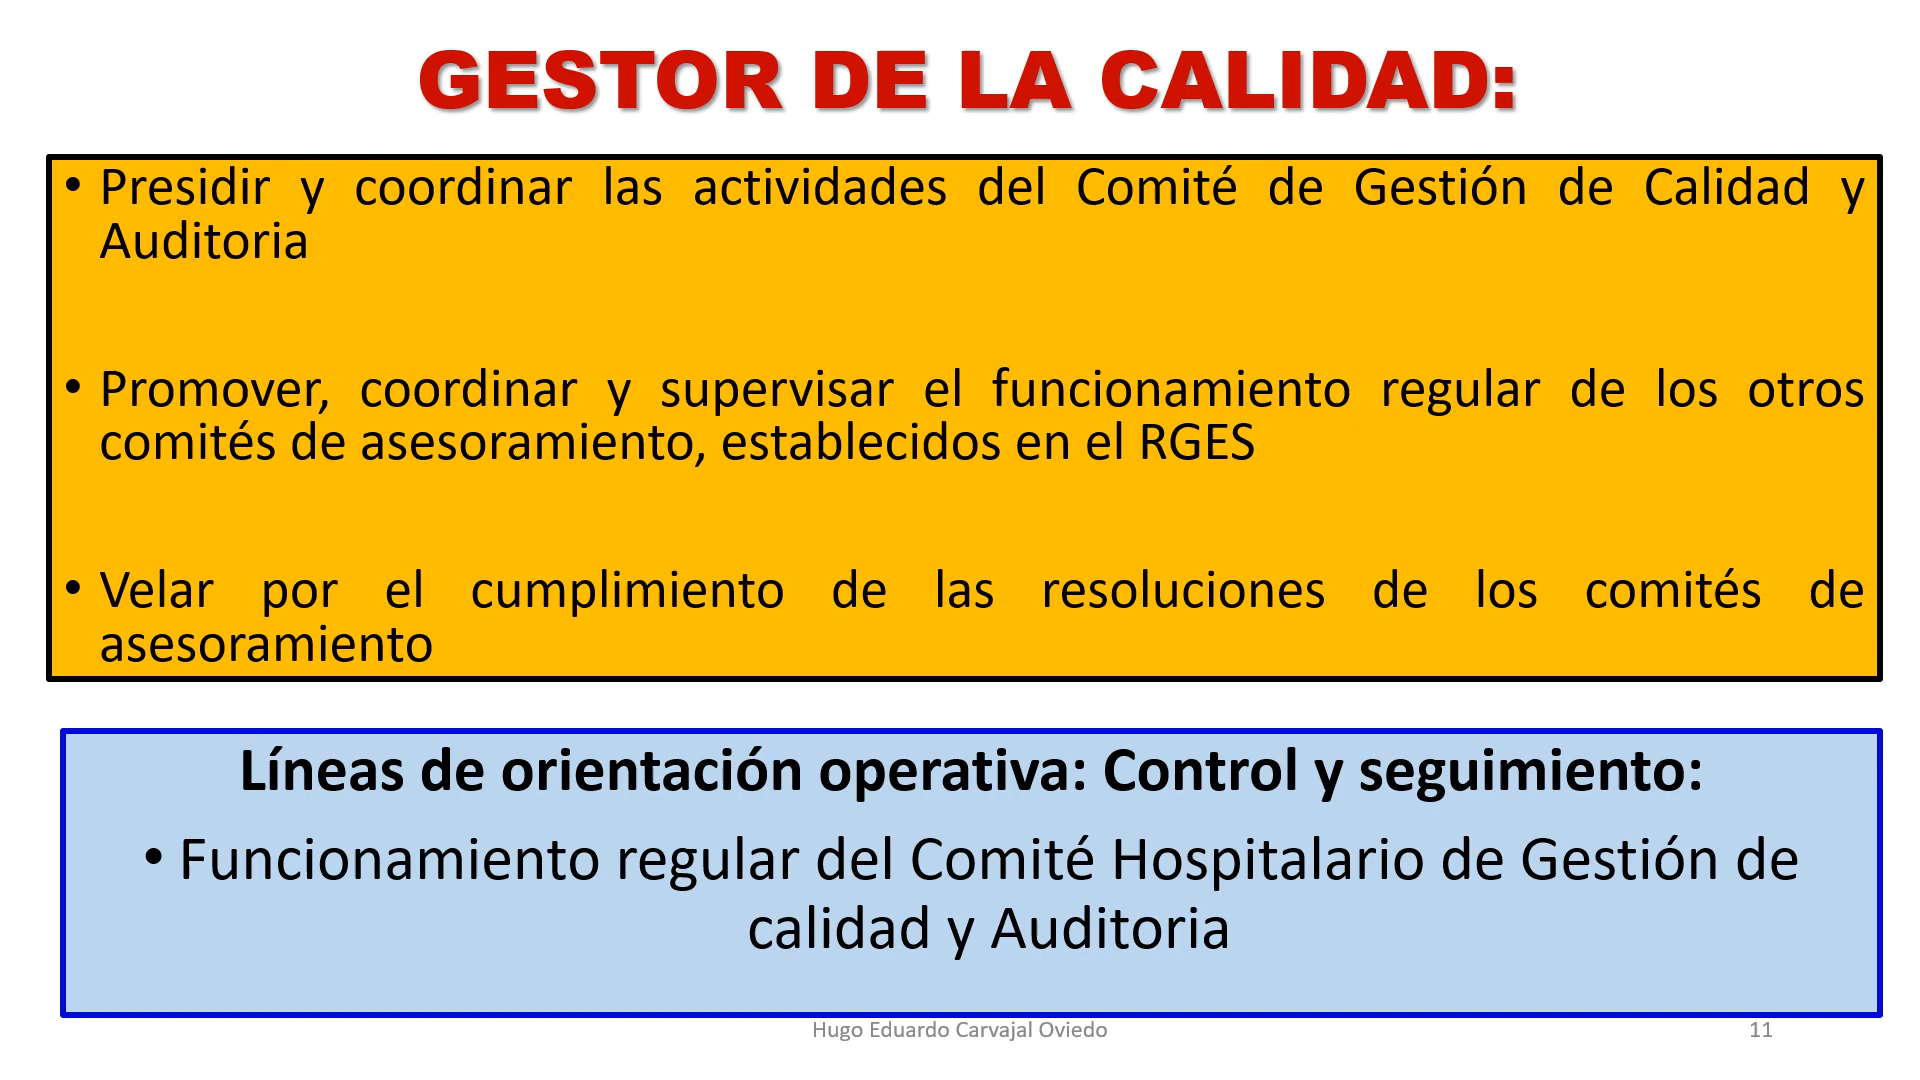 GESTOR DE LA CALIDAD:
• Presidir y coordinar las actividades del Comité de Gestión de Calidad y
Auditoria
• Promover, coordinar y supervisar el funcionamiento regular de los otros
comités de asesoramiento, establecidos en el RGES
• Velar por el cumplimiento de las resoluciones de los comités de
asesoramiento
Líneas de orientación operativa: Control y seguimiento:
• Funcionamiento regular del Comité Hospitalario de Gestión de
calidad y Auditoria
Hugo Eduardo Carvajal Oviedo
11